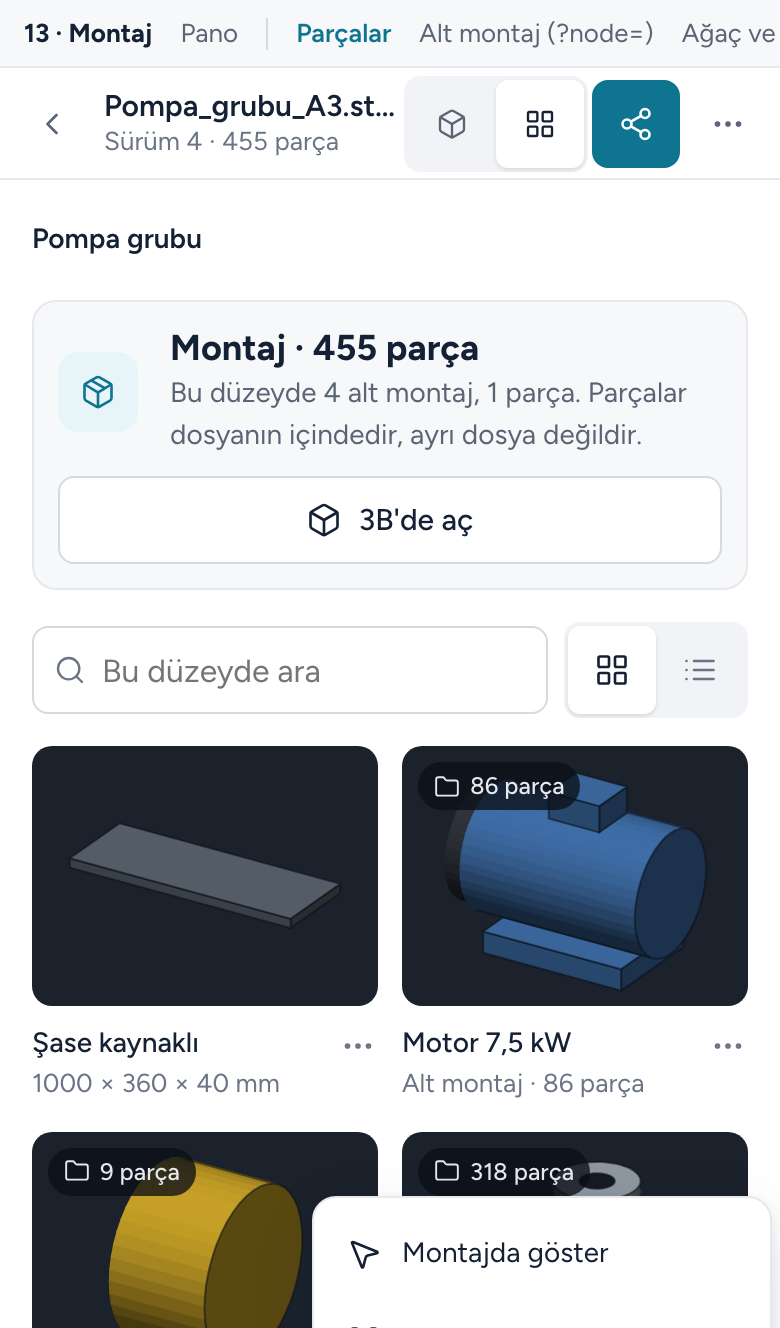 13 · Montaj Pano Parçalar Alt montaj (?node=) Ağaç ve
Pompa_grubu_A3.st...
Sürüm 4 · 455 parça
Pompa grubu
Montaj · 455 parça
Bu düzeyde 4 alt montaj, 1 parça. Parçalar
dosyanın içindedir, ayrı dosya değildir.
3B'de aç
Bu düzeyde ara
86 parça
Şase kaynaklı
1000 × 360 × 40 mm
Motor 7,5 kW
Alt montaj · 86 parça
9 parça
318 parça
Montajda göster